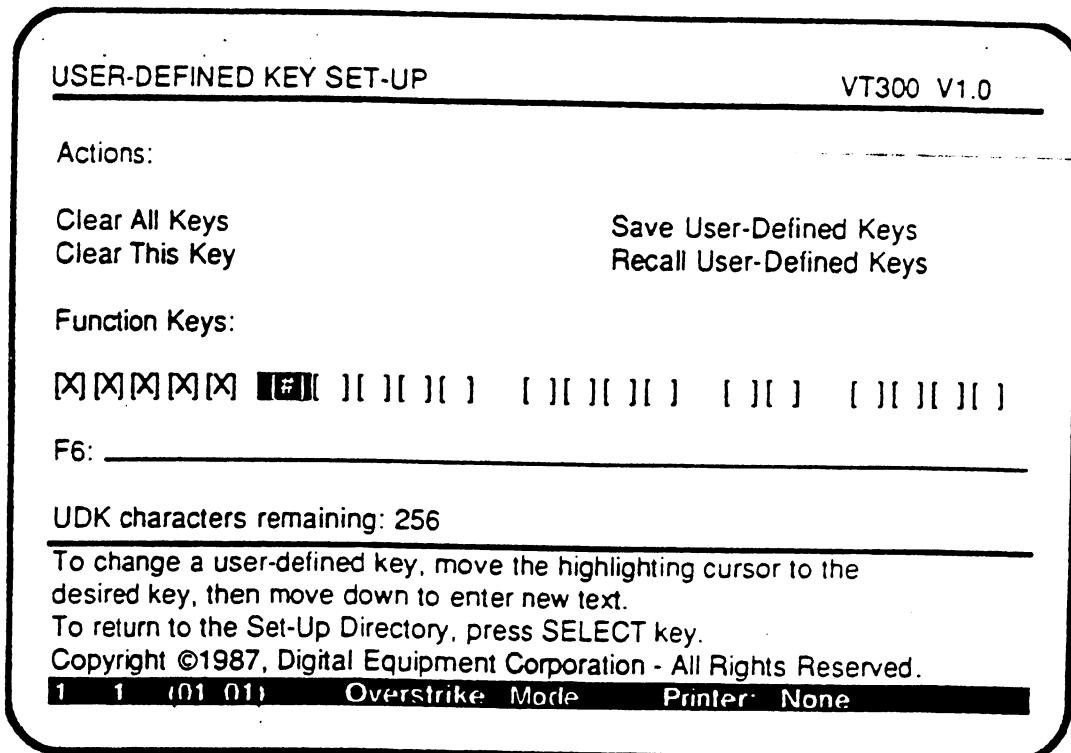 USER-DEFINED KEY SET-UP VT300 V1.0
Actions:
Clear All Keys Save User-Defined Keys
Clear This Key Recall User-Defined Keys
Function Keys:
[X] [X] [X] [X] [X] [#][ ][ ][ ][ ] [ ][ ][ ][ ] [ ][ ] [ ][ ][ ][ ]
F6:
UDK characters remaining: 256
To change a user-defined key, move the highlighting cursor to the
desired key, then move down to enter new text.
To return to the Set-Up Directory, press SELECT key.
Copyright ©1987, Digital Equipment Corporation - All Rights Reserved.
1 1 (01 01) Overstrike Mode Printer: None